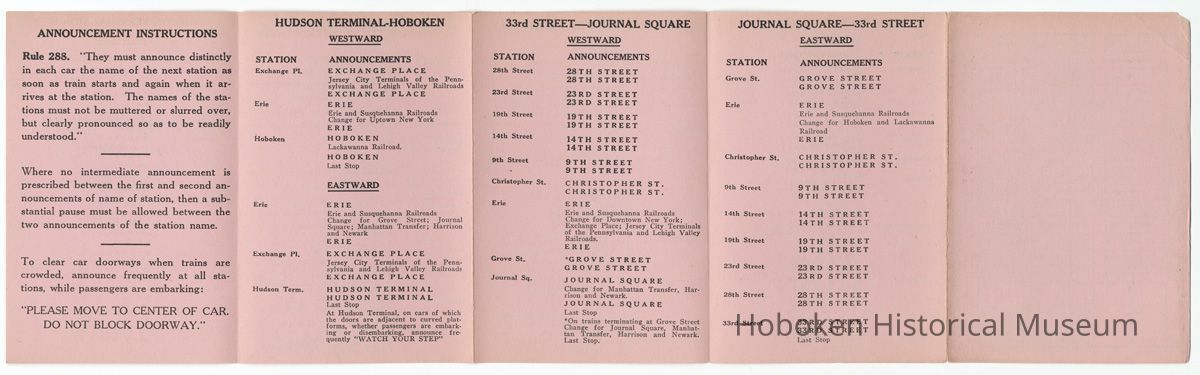 ANNOUNCEMENT INSTRUCTIONS
Rule 288. "They must announce distinctly
in each car the name of the next station as
soon as train starts and again when it ar-
rives at the station. The names of the sta-
tions must not be muttered or slurred over,
but clearly pronounced so as to be readily
understood."
Where no intermediate announcement is
prescribed between the first and second an-
nouncements of name of station, then a sub-
stantial pause must be allowed between the
two announcements of the station name.
To clear car doorways when trains are
crowded, announce frequently at all sta-
tions, while passengers are embarking:
"PLEASE MOVE TO CENTER OF CAR.
DO NOT BLOCK DOORWAY."
HUDSON TERMINAL-HOBOKEN
WESTWARD
STATION ANNOUNCEMENTS
Exchange Pl. EXCHANGE PLACE
Jersey City Terminals of the Penn-
sylvania and Lehigh Valley Railroads
EXCHANGE PLACE
Erie ERIE
Erie and Susquehanna Railroads
Change for Uptown New York
ERIE
Hoboken HOBOKEN
Lackawanna Railroad.
HOBOKEN
Last Stop
EASTWARD
Erie ERIE
Erie and Susquehanna Railroads
Change for Grove Street; Journal
Square; Manhattan Transfer; Harrison
and Newark
ERIE
Exchange Pl. EXCHANGE PLACE
Jersey City Terminals of the Penn-
sylvania and Lehigh Valley Railroads
EXCHANGE PLACE
Hudson Term. HUDSON TERMINAL
HUDSON TERMINAL
Last Stop
At Hudson Terminal, on cars of which
the doors are adjacent to curved plat-
forms, whether passengers are embark-
ing or disembarking, announce fre-
quently "WATCH YOUR STEP"
33rd STREET—JOURNAL SQUARE
WESTWARD
STATION ANNOUNCEMENTS
28th Street 28TH STREET
28TH STREET
23rd Street 23RD STREET
23RD STREET
19th Street 19TH STREET
19TH STREET
14th Street 14TH STREET
14TH STREET
9th Street 9TH STREET
9TH STREET
Christopher St. CHRISTOPHER ST.
CHRISTOPHER ST.
Erie ERIE
Erie and Susquehanna Railroads
Change for Downtown New York;
Exchange Place; Jersey City Terminals
of the Pennsylvania and Lehigh Valley
Railroads.
ERIE
Grove St. *GROVE STREET
GROVE STREET
Journal Sq. JOURNAL SQUARE
Change for Manhattan Transfer, Har-
rison and Newark.
JOURNAL SQUARE
Last Stop
*On trains terminating at Grove Street
Change for Journal Square, Manhat-
tan Transfer, Harrison and Newark.
Last Stop.
JOURNAL SQUARE—33rd STREET
EASTWARD
STATION ANNOUNCEMENTS
Grove St. GROVE STREET
GROVE STREET
Erie ERIE
Erie and Susquehanna Railroads
Change for Hoboken and Lackawanna
Railroad
ERIE
Christopher St. CHRISTOPHER ST.
CHRISTOPHER ST.
9th Street 9TH STREET
9TH STREET
14th Street 14TH STREET
14TH STREET
19th Street 19TH STREET
19TH STREET
23rd Street 23RD STREET
23RD STREET
28th Street 28TH STREET
28TH STREET
33rd Street 33RD STREET
33RD STREET
Last Stop
Hoboken Historical Museum